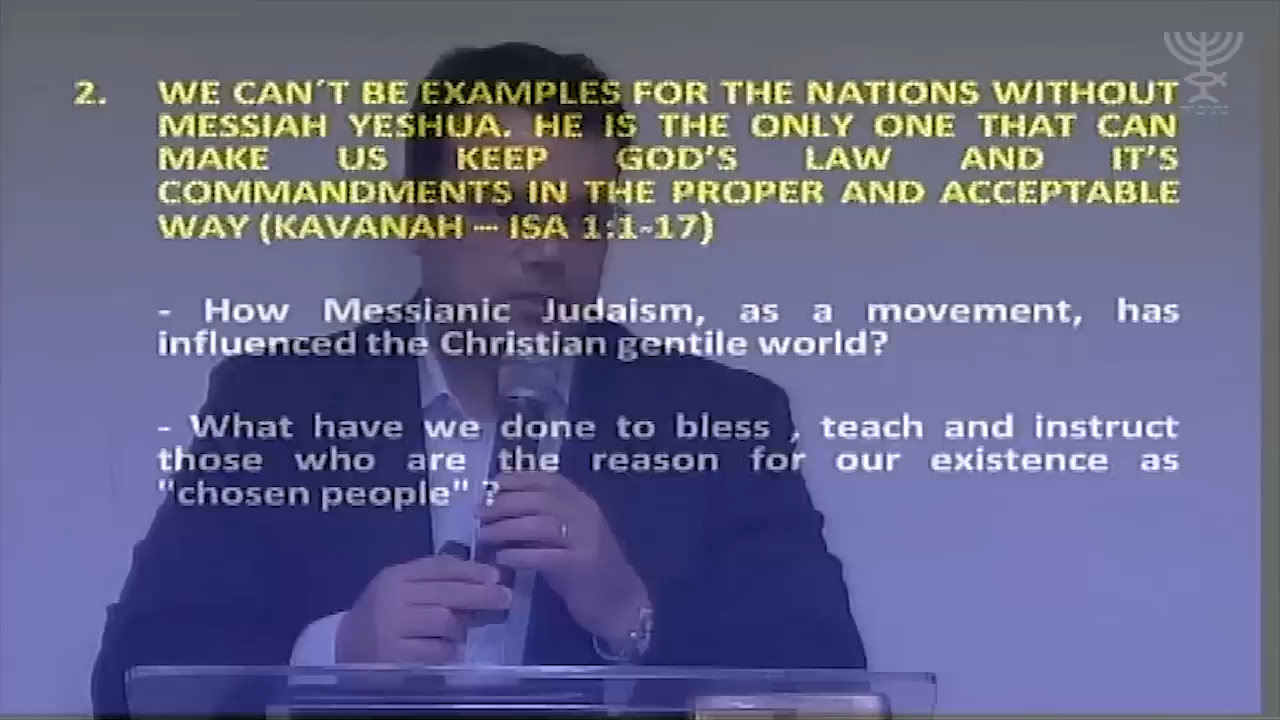 2. WE CAN´T BE EXAMPLES FOR THE NATIONS WITHOUT
MESSIAH YESHUA. HE IS THE ONLY ONE THAT CAN
MAKE US KEEP GOD’S LAW AND IT’S
COMMANDMENTS IN THE PROPER AND ACCEPTABLE
WAY (KAVANAH – ISA 1:1-17)
- How Messianic Judaism, as a movement, has
influenced the Christian gentile world?
- What have we done to bless , teach and instruct
those who are the reason for our existence as
"chosen people" ?